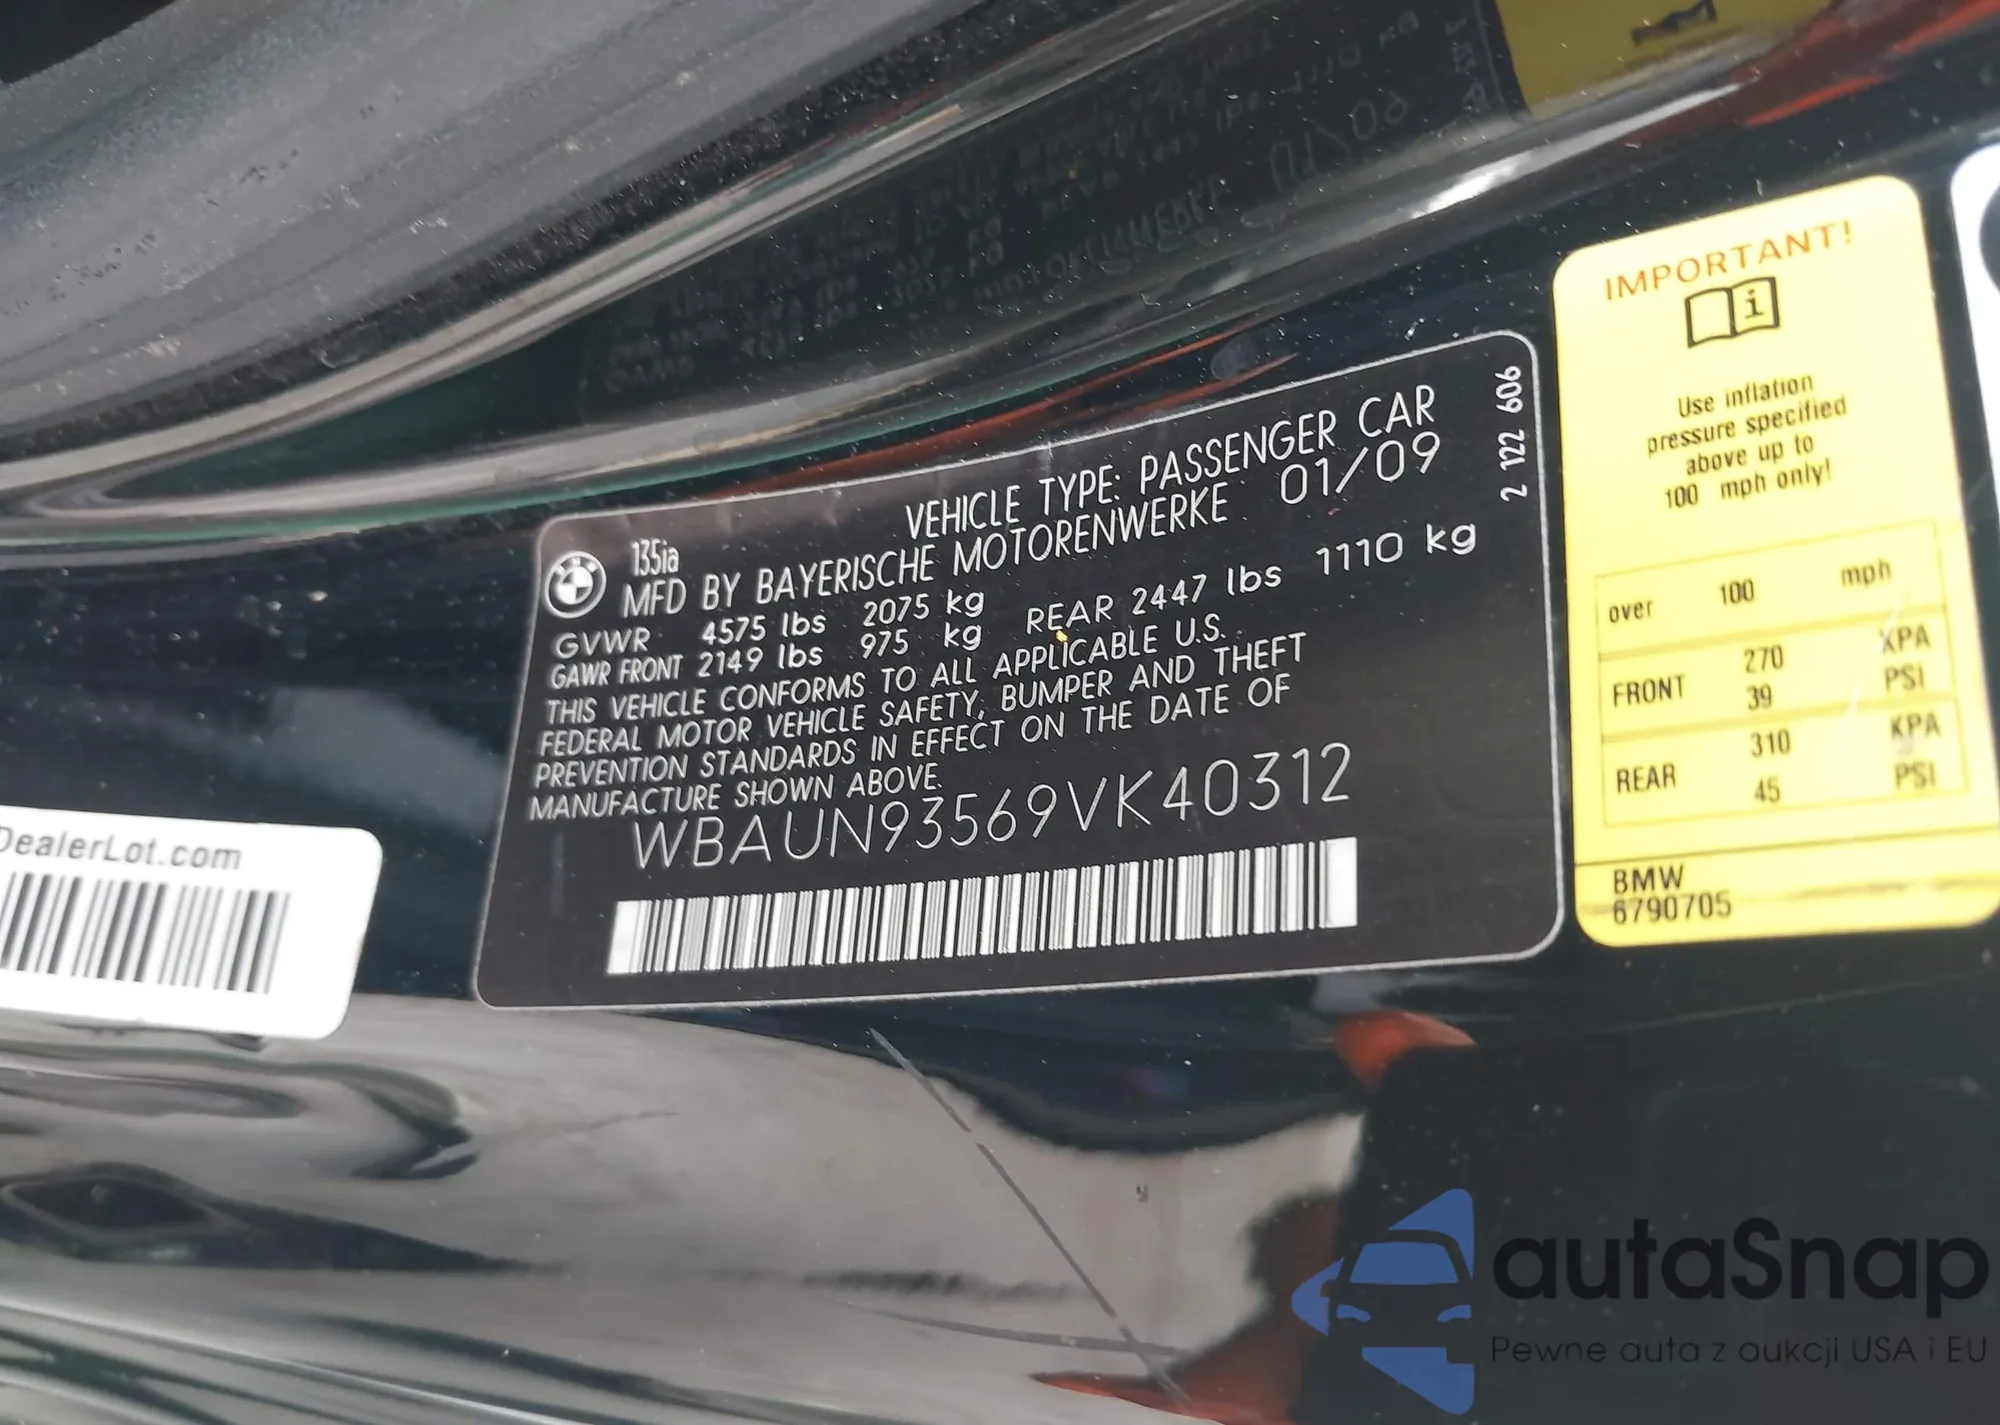 135ia
VEHICLE TYPE: PASSENGER CAR
MFD BY BAYERISCHE MOTORENWERKE 01/09
GVWR 4575 lbs 2075 kg
GAWR FRONT 2149 lbs 975 kg REAR 2447 lbs 1110 kg
THIS VEHICLE CONFORMS TO ALL APPLICABLE U.S.
FEDERAL MOTOR VEHICLE SAFETY, BUMPER AND THEFT
PREVENTION STANDARDS IN EFFECT ON THE DATE OF
MANUFACTURE SHOWN ABOVE.
WBAUN93569VK40312
2 122 606
IMPORTANT!
Use inflation
pressure specified
above up to
100 mph only!
over 100 mph
FRONT 270 KPA
39 PSI
REAR 310 KPA
45 PSI
BMW
6790705
DealerLot.com
autaSnap
Pewne auta z aukcji USA i EU